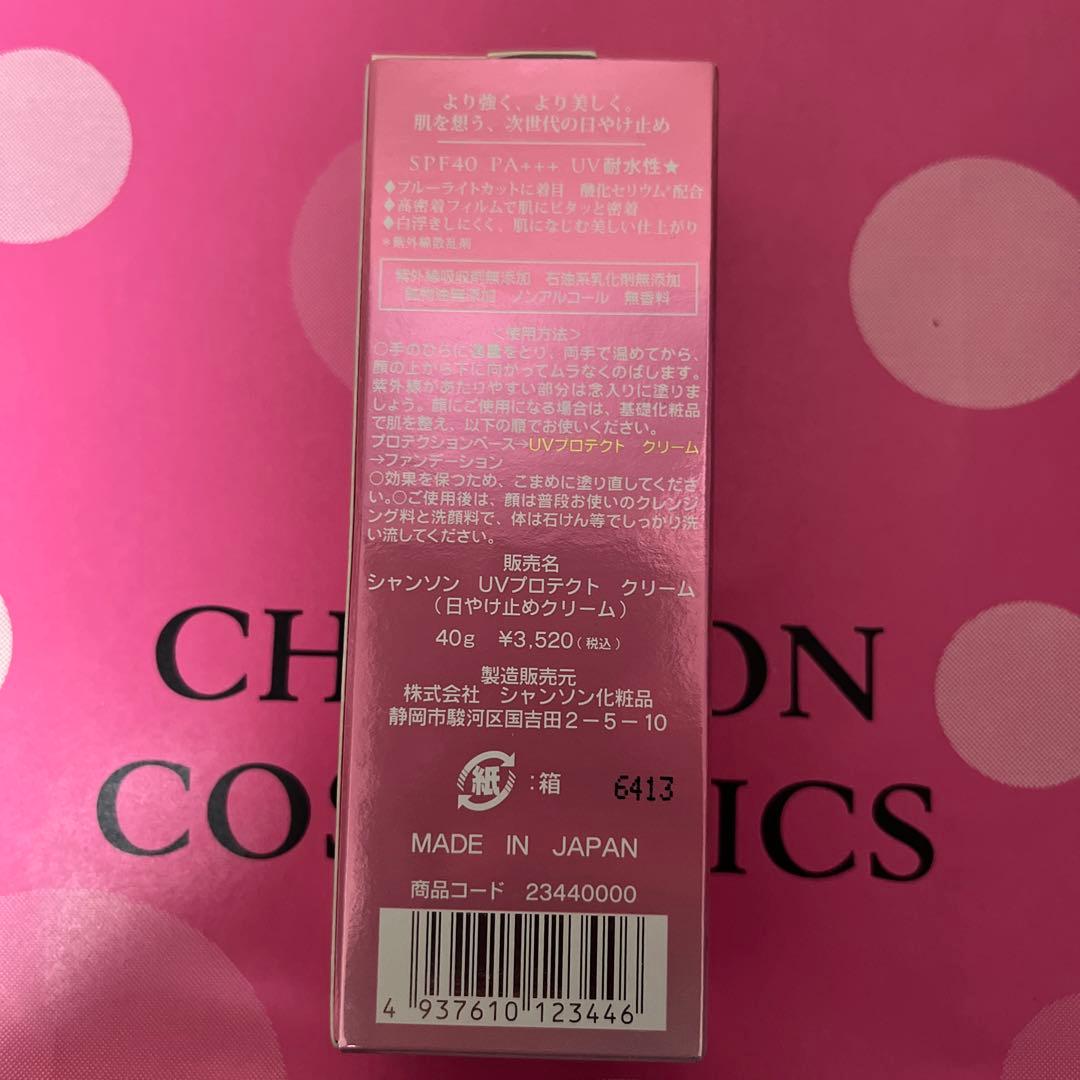 より強く、より美しく。
肌を想う、次世代の日やけ止め
SPF40 PA+++ UV耐水性★
◆ブルーライトカットに着目 酸化セリウム*配合
◆高密着フィルムで肌にピタッと密着
◆白浮きしにくく、肌になじむ美しい仕上がり
*紫外線散乱剤
紫外線吸収剤無添加 石油系乳化剤無添加
鉱物油無添加 ノンアルコール 無香料
<使用方法>
○手のひらに適量をとり、両手で温めてから、
顔の上から下に向かってムラなくのばします。
紫外線があたりやすい部分は念入りに塗りま
しょう。顔にご使用になる場合は、基礎化粧品
で肌を整え、以下の順でお使いください。
プロテクションベース→UVプロテクト クリーム
→ファンデーション
○効果を保つため、こまめに塗り直してくださ
い。○ご使用後は、顔は普段お使いのクレンジ
ング料と洗顔料で、体は石けん等でしっかり洗
い流してください。
販売名
シャンソン UVプロテクト クリーム
(日やけ止めクリーム)
40g ¥3,520(税込)
製造販売元
株式会社 シャンソン化粧品
静岡市駿河区国吉田2-5-10
紙:箱 6413
MADE IN JAPAN
商品コード 23440000
4 937610 123446
CH ON
COS ICS